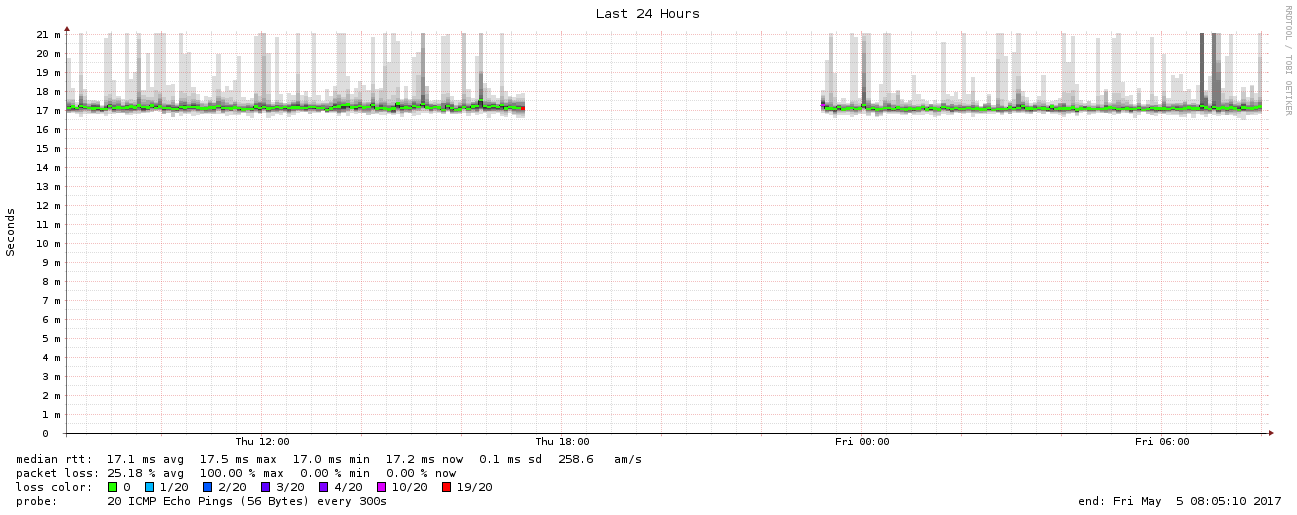 Last 24 Hours
RRDTOOL / TOBI OETIKER
Seconds
21 m
20 m
19 m
18 m
17 m
16 m
15 m
14 m
13 m
12 m
11 m
10 m
9 m
8 m
7 m
6 m
5 m
4 m
3 m
2 m
1 m
0
Thu 12:00 Thu 18:00 Fri 00:00 Fri 06:00
median rtt: 17.1 ms avg 17.5 ms max 17.0 ms min 17.2 ms now 0.1 ms sd 258.6 am/s
packet loss: 25.18 % avg 100.00 % max 0.00 % min 0.00 % now
loss color: 0 1/20 2/20 3/20 4/20 10/20 19/20
probe: 20 ICMP Echo Pings (56 Bytes) every 300s end: Fri May 5 08:05:10 2017